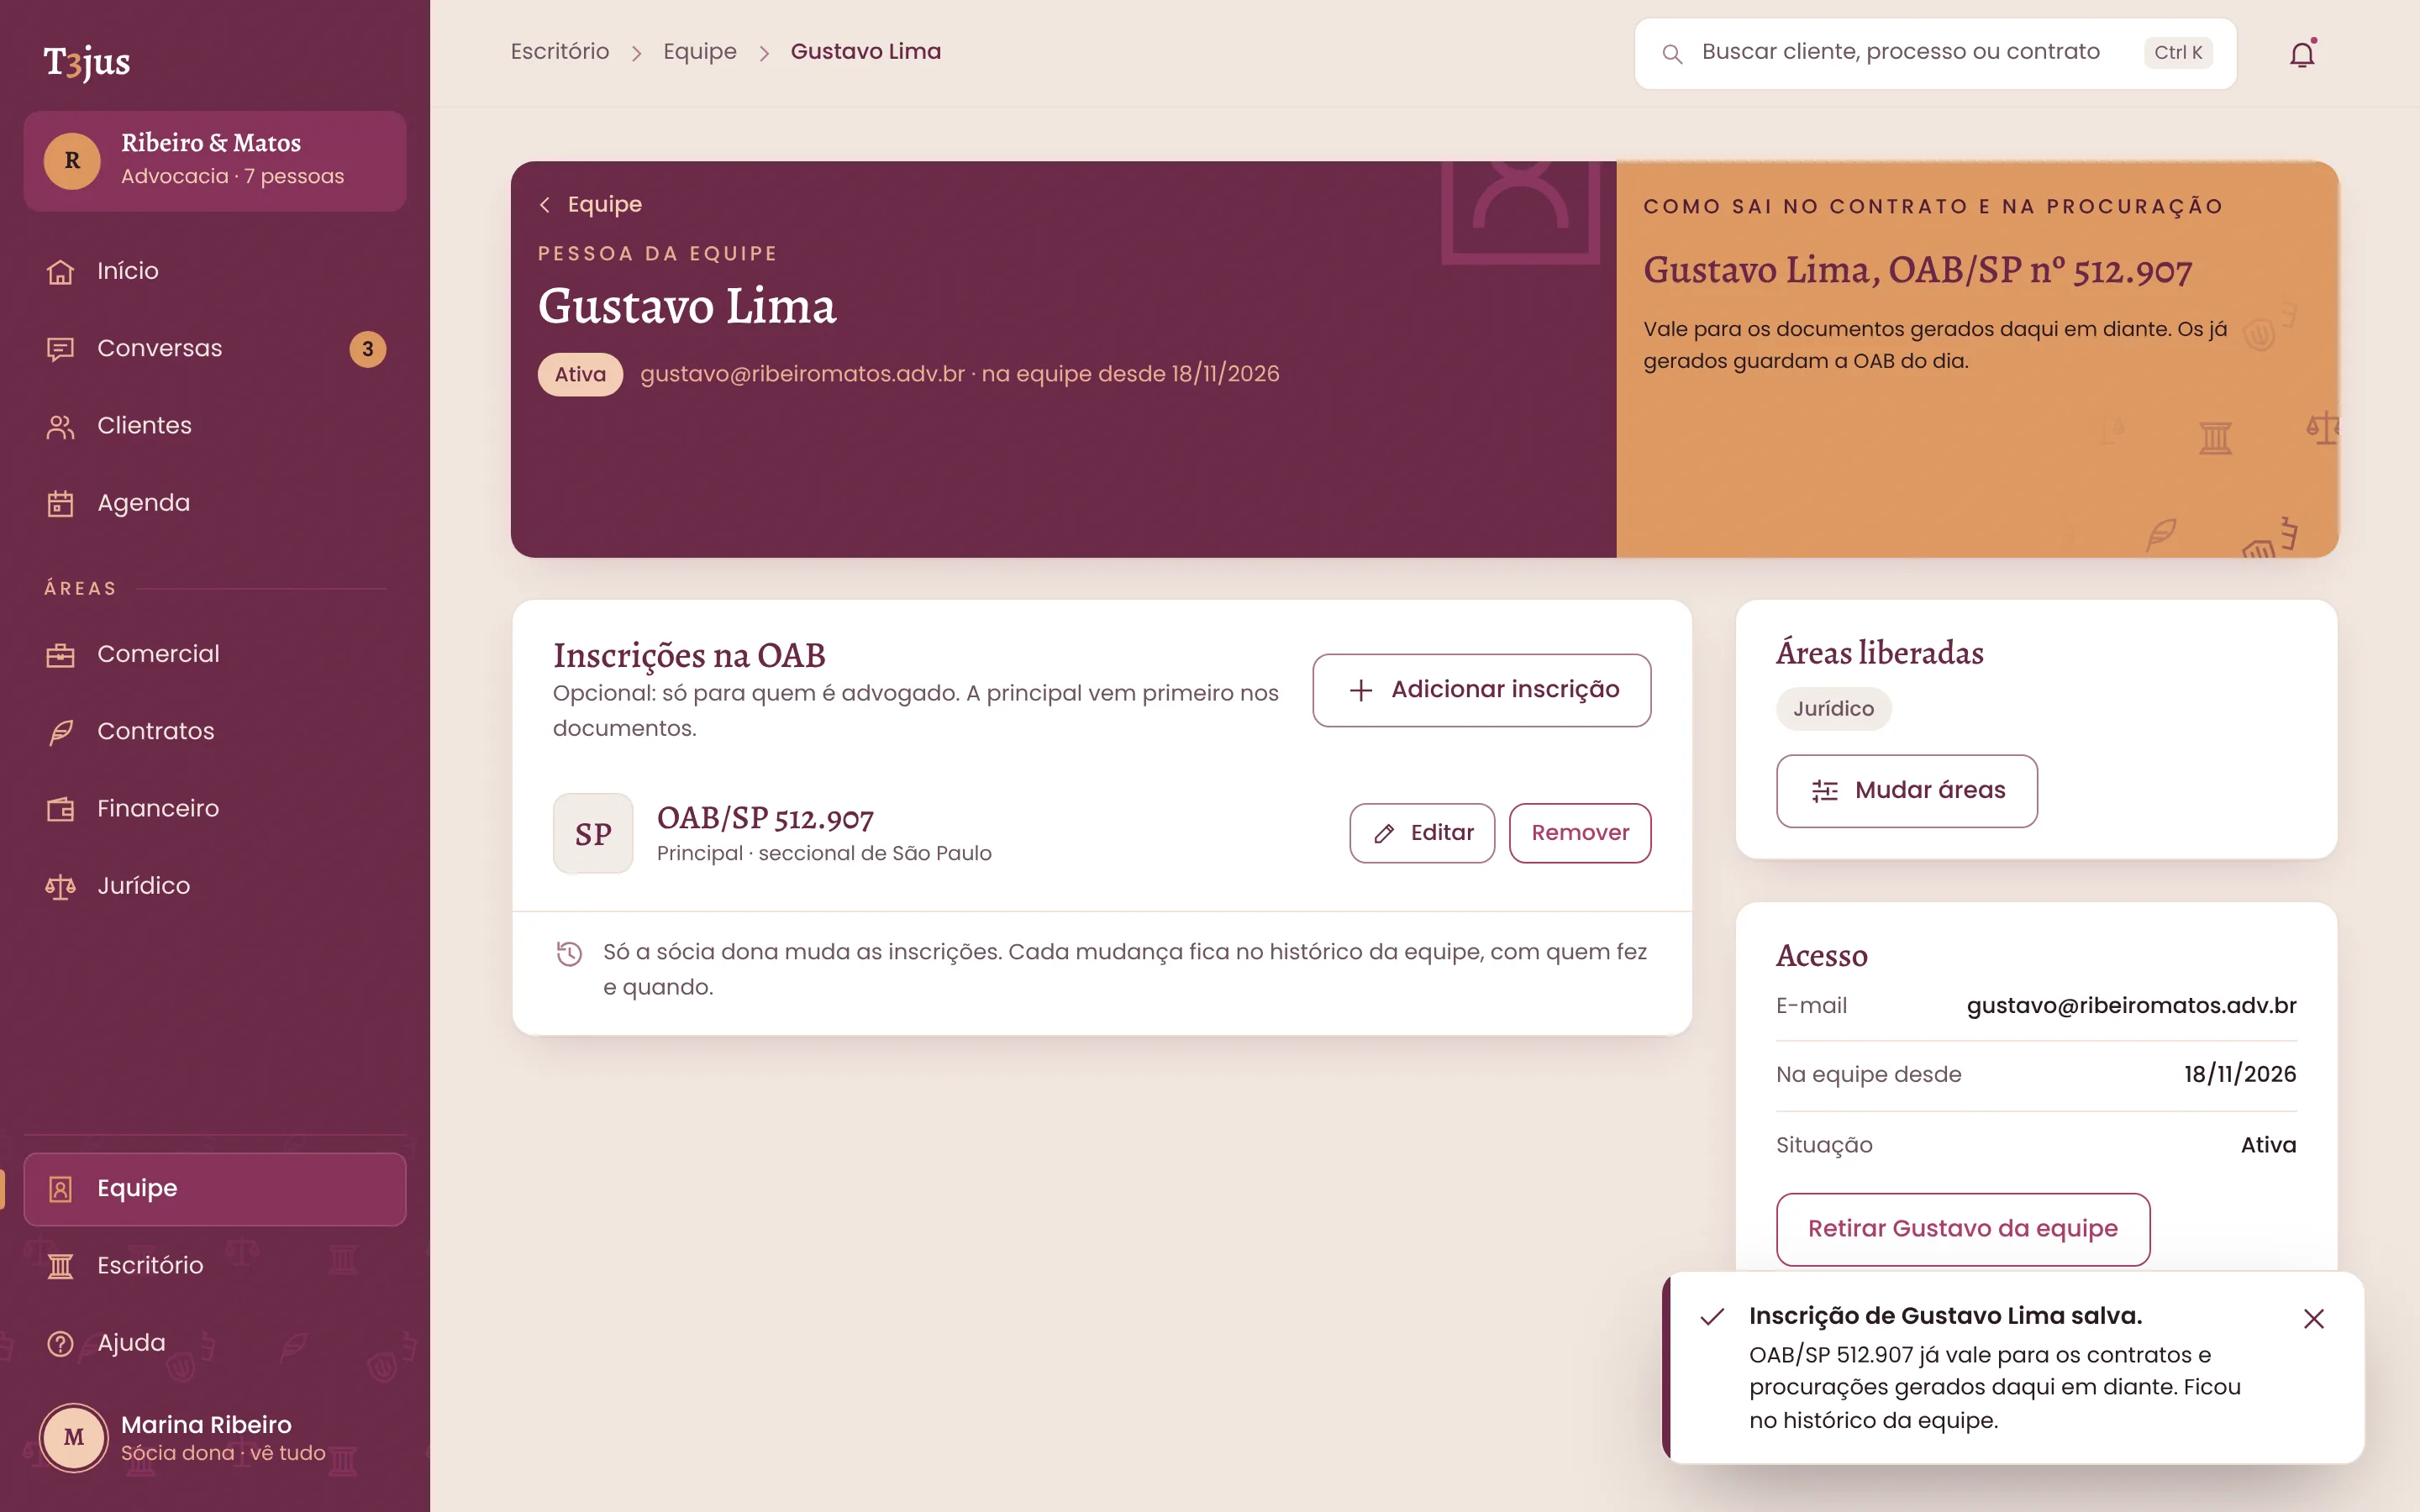 T3jus
R
Ribeiro & Matos
Advocacia · 7 pessoas
Início
Conversas
3
Clientes
Agenda
ÁREAS
Comercial
Contratos
Financeiro
Jurídico
Equipe
Escritório
Ajuda
M
Marina Ribeiro
Sócia dona · vê tudo
Escritório
Equipe
Gustavo Lima
Buscar cliente, processo ou contrato
Ctrl K
Equipe
PESSOA DA EQUIPE
Gustavo Lima
Ativa
gustavo@ribeiromatos.adv.br · na equipe desde 18/11/2026
COMO SAI NO CONTRATO E NA PROCURAÇÃO
Gustavo Lima, OAB/SP nº 512.907
Vale para os documentos gerados daqui em diante. Os já
gerados guardam a OAB do dia.
Inscrições na OAB
Opcional: só para quem é advogado. A principal vem primeiro nos
documentos.
Adicionar inscrição
SP
OAB/SP 512.907
Principal · seccional de São Paulo
Editar
Remover
Só a sócia dona muda as inscrições. Cada mudança fica no histórico da equipe, com quem fez
e quando.
Áreas liberadas
Jurídico
Mudar áreas
Acesso
E-mail
gustavo@ribeiromatos.adv.br
Na equipe desde
18/11/2026
Situação
Ativa
Retirar Gustavo da equipe
Inscrição de Gustavo Lima salva.
OAB/SP 512.907 já vale para os contratos e
procurações gerados daqui em diante. Ficou
no histórico da equipe.